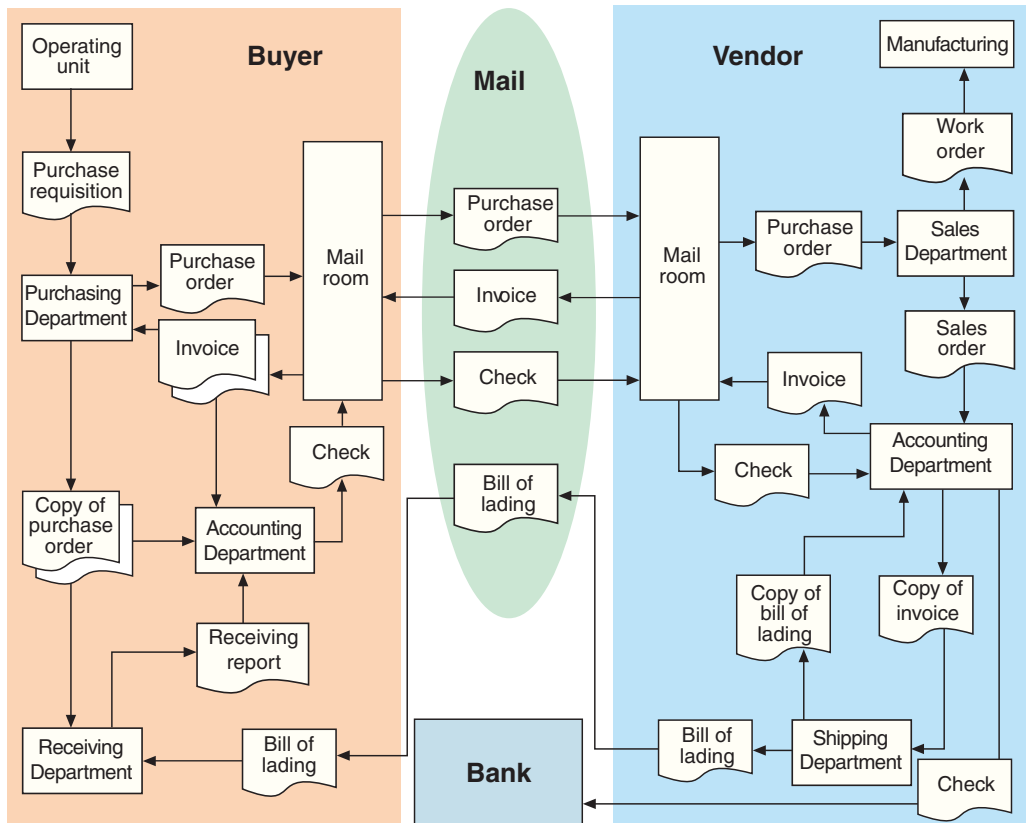 Operating
unit
Buyer
Purchase
requisition
Purchasing
Department
Purchase
order
Mail
room
Invoice
Check
Copy of
purchase
order
Accounting
Department
Receiving
report
Receiving
Department
Bill of
lading
Mail
Purchase
order
Invoice
Check
Bill of
lading
Bank
Vendor
Manufacturing
Work
order
Mail
room
Purchase
order
Sales
Department
Sales
order
Invoice
Accounting
Department
Check
Copy of
bill of
lading
Copy of
invoice
Bill of
lading
Shipping
Department
Check